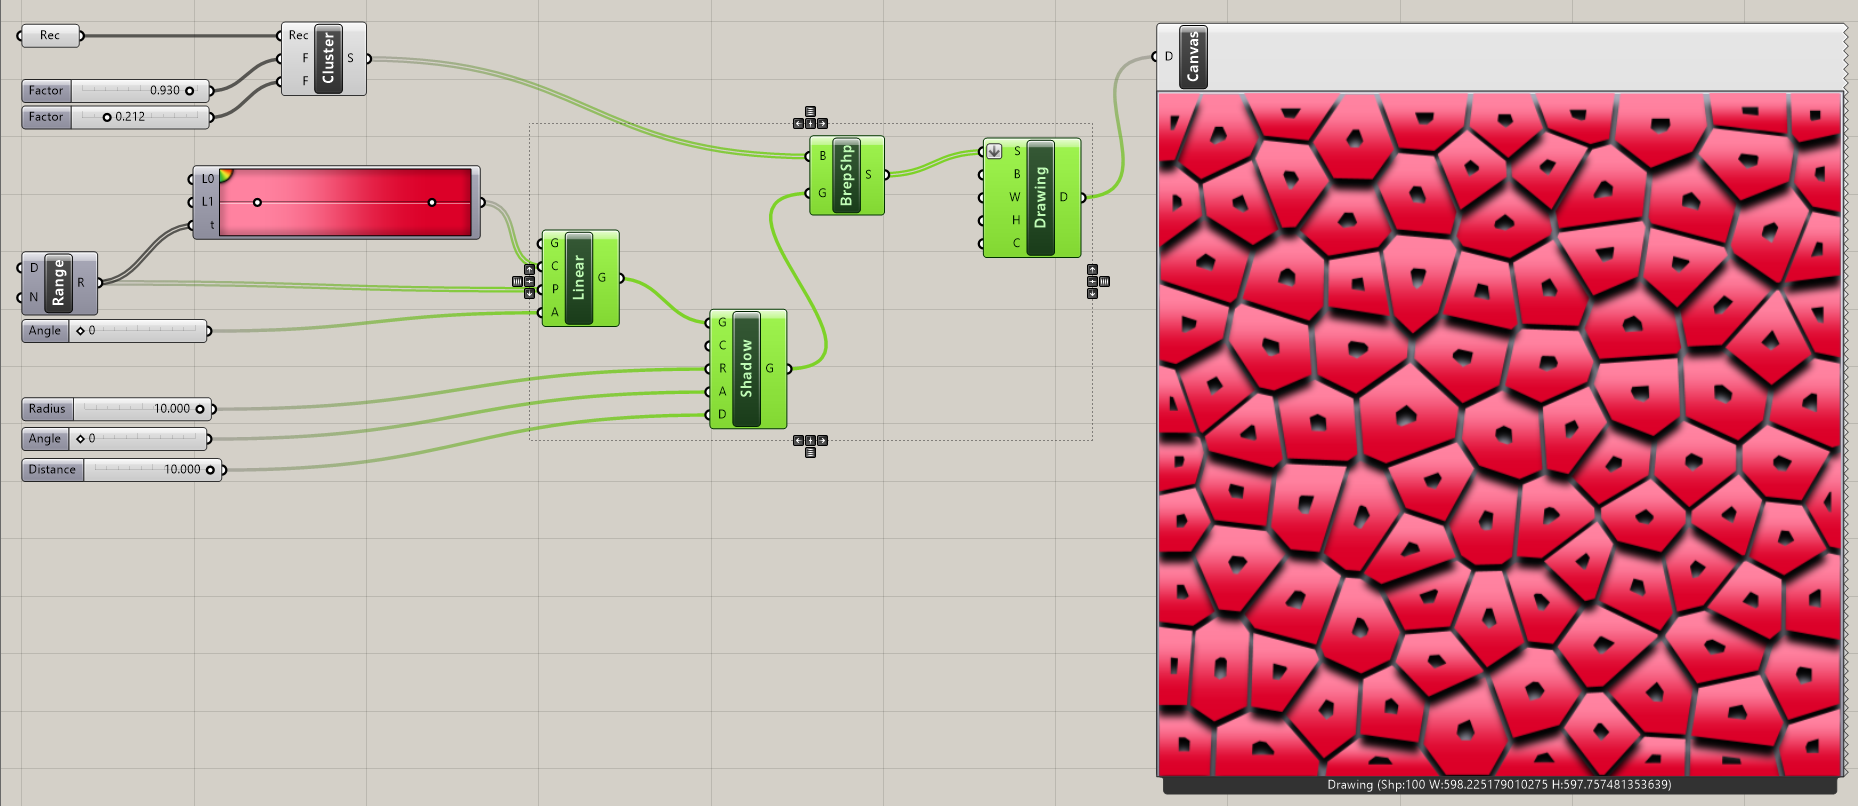 Rec
Rec
F
F
Cluster
S
Factor 0.930
Factor 0.212
L0
L1
t
D
N
Range
R
Angle 0
G
C
P
A
Linear
G
Radius 10.000
Angle 0
Distance 10.000
G
C
R
A
D
Shadow
G
B
G
BrepShp
S
S
B
W
H
C
Drawing
D
D
Canvas
Drawing (Shp:100 W:598.225179010275 H:597.757481353639)